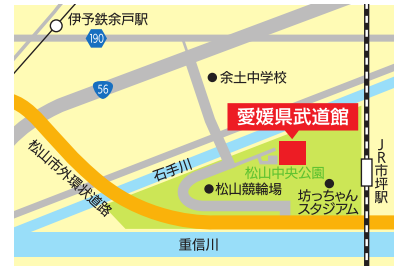 伊予鉄余戸駅
190
56
余土中学校
愛媛県武道館
石手川
松山中央公園
松山市外環状道路
松山競輪場
坊っちゃん
スタジアム
JR市坪駅
重信川